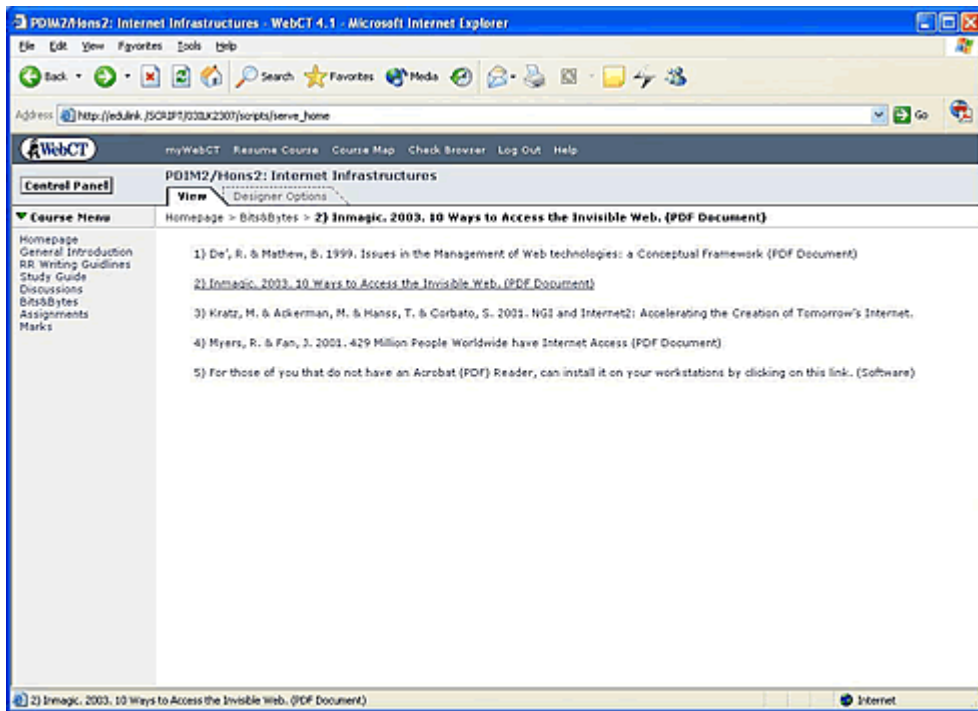 PDIM2/Hons2: Internet Infrastructures - WebCT 4.1 - Microsoft Internet Explorer
File Edit View Favorites Tools Help
Back Search Favorites Media
Address http://edulink. /SCRIPT/033LK2307/scripts/serve_home Go
WebCT myWebCT Resume Course Course Map Check Browser Log Out Help
Control Panel
PDIM2/Hons2: Internet Infrastructures
View Designer Options
Course Menu
Homepage > Bits&Bytes > 2) Inmagic. 2003. 10 Ways to Access the Invisible Web. (PDF Document)
Homepage
General Introduction
RR Writing Guidlines
Study Guide
Discussions
Bits&Bytes
Assignments
Marks
1) De', R. & Mathew, B. 1999. Issues in the Management of Web technologies: a Conceptual Framework (PDF Document)
2) Inmagic. 2003. 10 Ways to Access the Invisible Web. (PDF Document)
3) Kratz, M. & Ackerman, M. & Hanss, T. & Corbato, S. 2001. NGI and Internet2: Accelerating the Creation of Tomorrow's Internet.
4) Myers, R. & Fan, J. 2001. 429 Million People Worldwide have Internet Access (PDF Document)
5) For those of you that do not have an Acrobat (PDF) Reader, can install it on your workstations by clicking on this link. (Software)
2) Inmagic. 2003. 10 Ways to Access the Invisible Web. (PDF Document) Internet